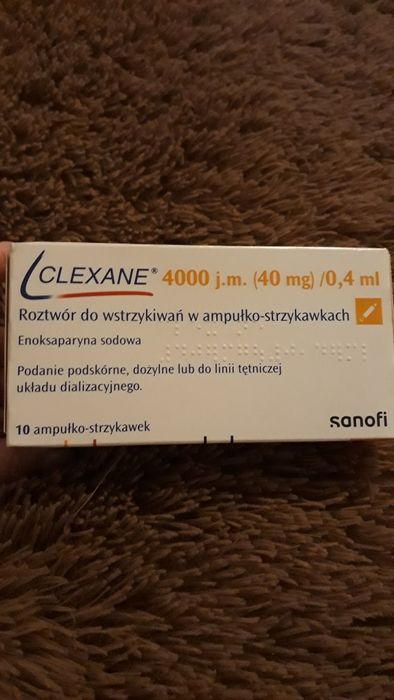 CLEXANE® 4000 j.m. (40 mg) /0,4 ml
Roztwór do wstrzykiwań w ampułko-strzykawkach
Enoksaparyna sodowa
Podanie podskórne, dożylne lub do linii tętniczej
układu dializacyjnego.
10 ampułko-strzykawek
sanofi